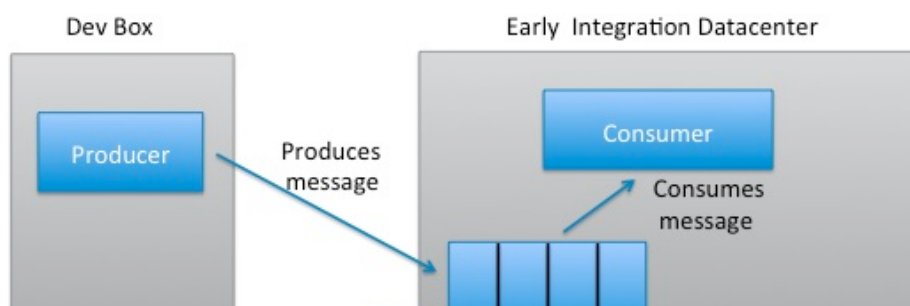 Dev Box
Early Integration Datacenter
Producer
Produces
message
Consumer
Consumes
message